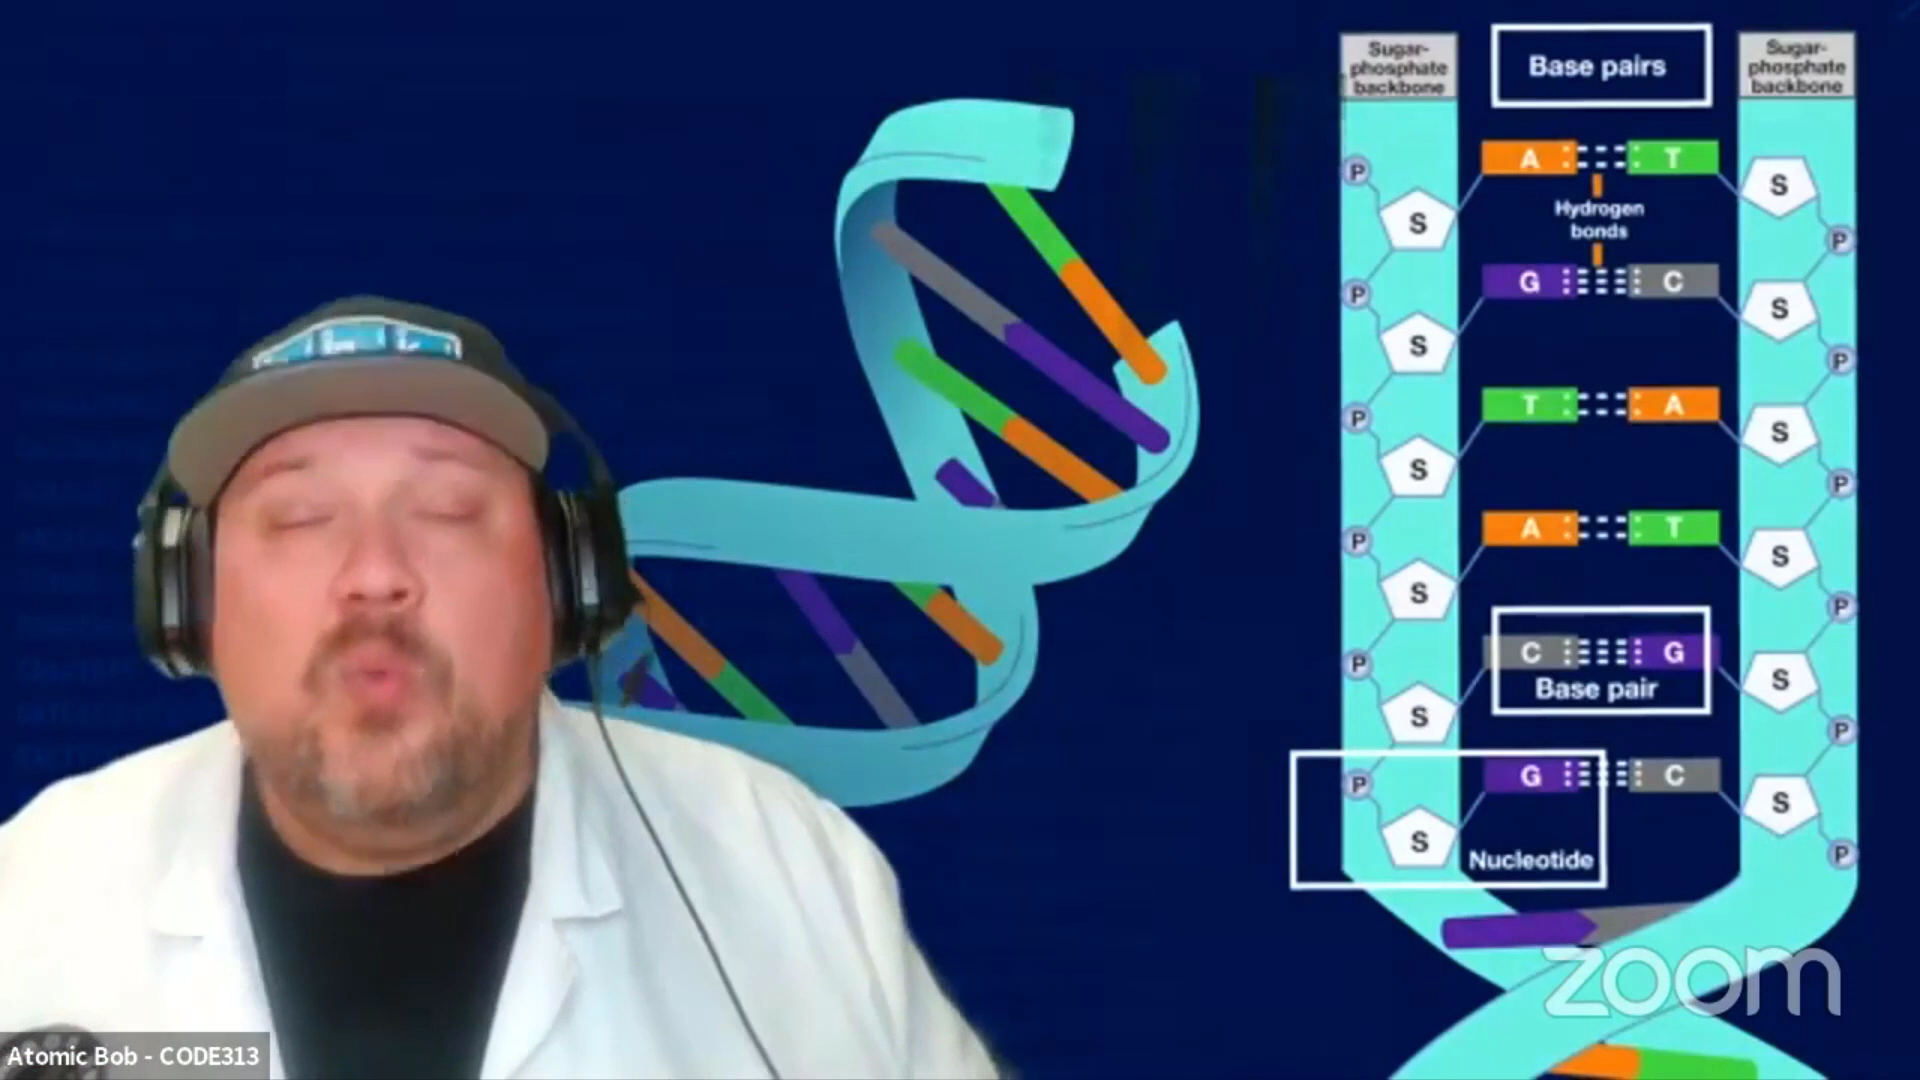 Sugar-
phosphate
backbone
Base pairs
Sugar-
phosphate
backbone
P
A
T
S
S
Hydrogen
bonds
P
P
G
C
S
S
P
P
T
A
S
S
P
P
A
T
S
S
P
P
C
G
Base pair
S
S
P
P
G
C
S
S
Nucleotide
P
zoom
Atomic Bob - CODE313